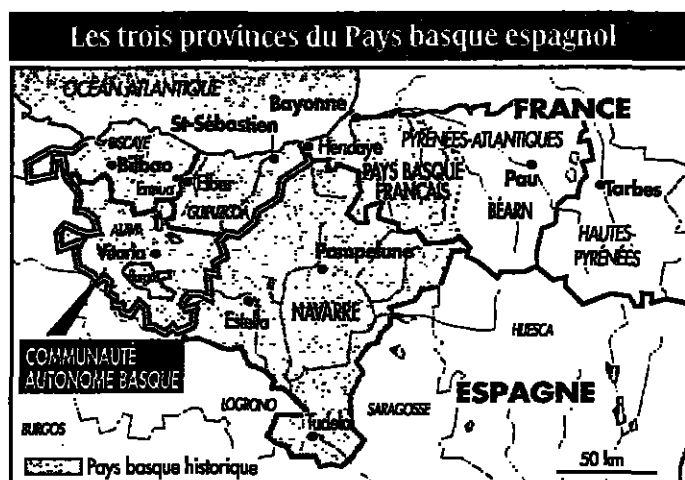 Les trois provinces du Pays basque espagnol
OCÉAN ATLANTIQUE
Bayonne
FRANCE
St-Sébastien
Hendaye
PYRÉNÉES-ATLANTIQUES
BISCAYE
Bilbao
Ermua
Eibar
GUIPUZCOA
PAYS BASQUE
FRANÇAIS
Pau
BÉARN
Tarbes
HAUTES-
PYRÉNÉES
ALAVA
Vitoria
Pampelune
Estella
NAVARRE
HUESCA
COMMUNAUTÉ
AUTONOME BASQUE
LOGRONO
SARAGOSSE
ESPAGNE
BURGOS
Tudela
Pays basque historique
50 km